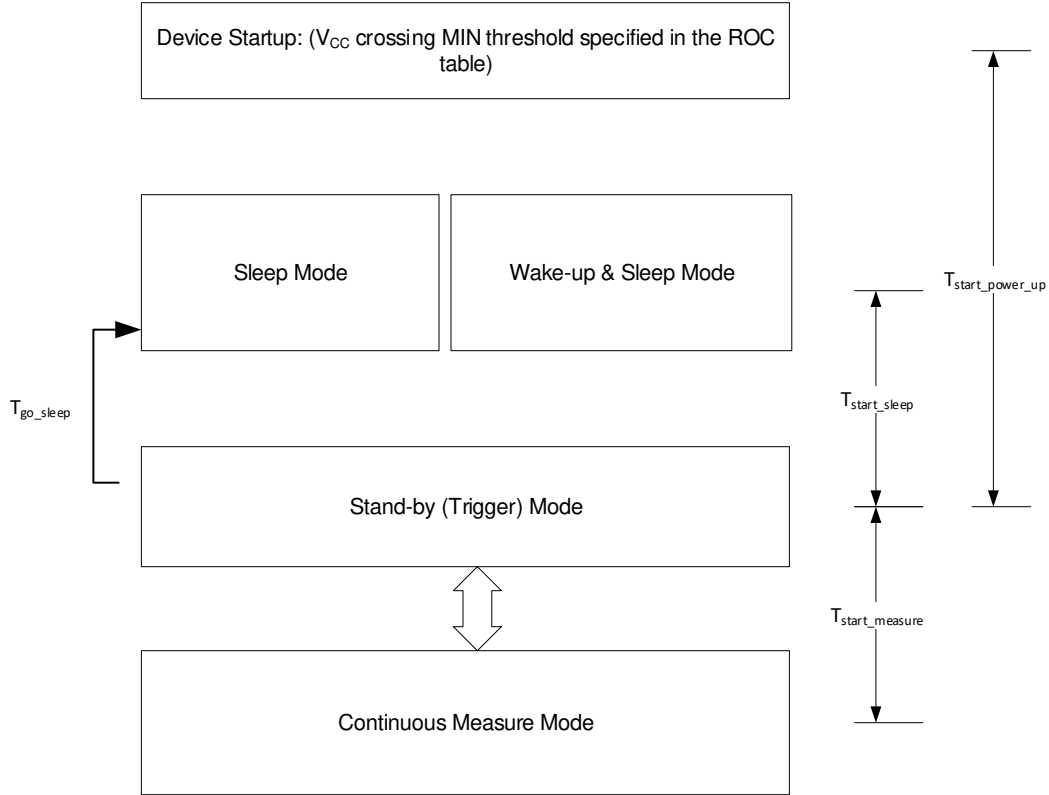 Device Startup: (VCC crossing MIN threshold specified in the ROC
table)
Sleep Mode
Wake-up & Sleep Mode
Tstart_power_up
Tgo_sleep
Tstart_sleep
Stand-by (Trigger) Mode
Tstart_measure
Continuous Measure Mode